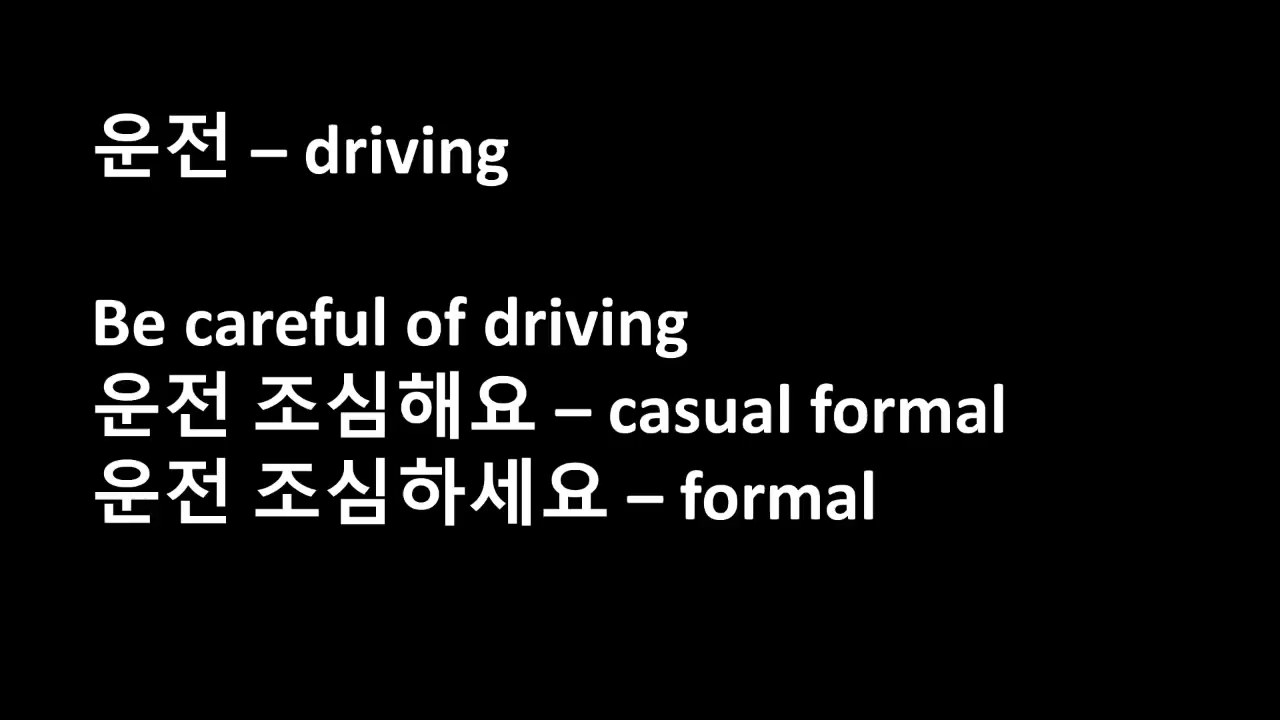 운전 – driving
Be careful of driving
운전 조심해요 – casual formal
운전 조심하세요 – formal